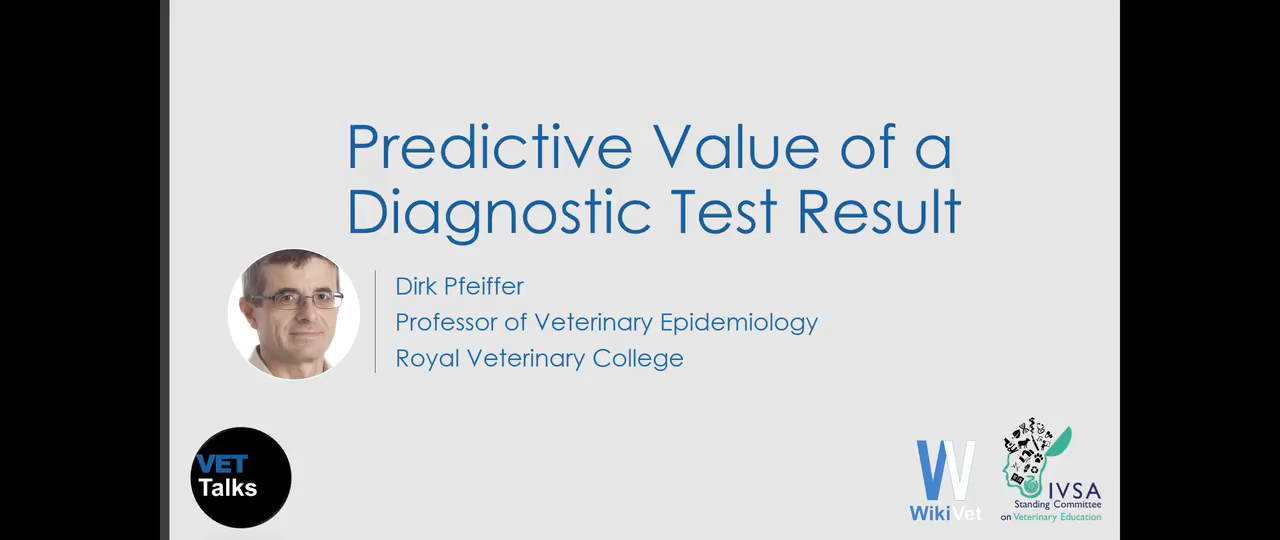 Predictive Value of a
Diagnostic Test Result
Dirk Pfeiffer
Professor of Veterinary Epidemiology
Royal Veterinary College
VET
Talks
WikiVet
IVSA
Standing Committee
on Veterinary Education